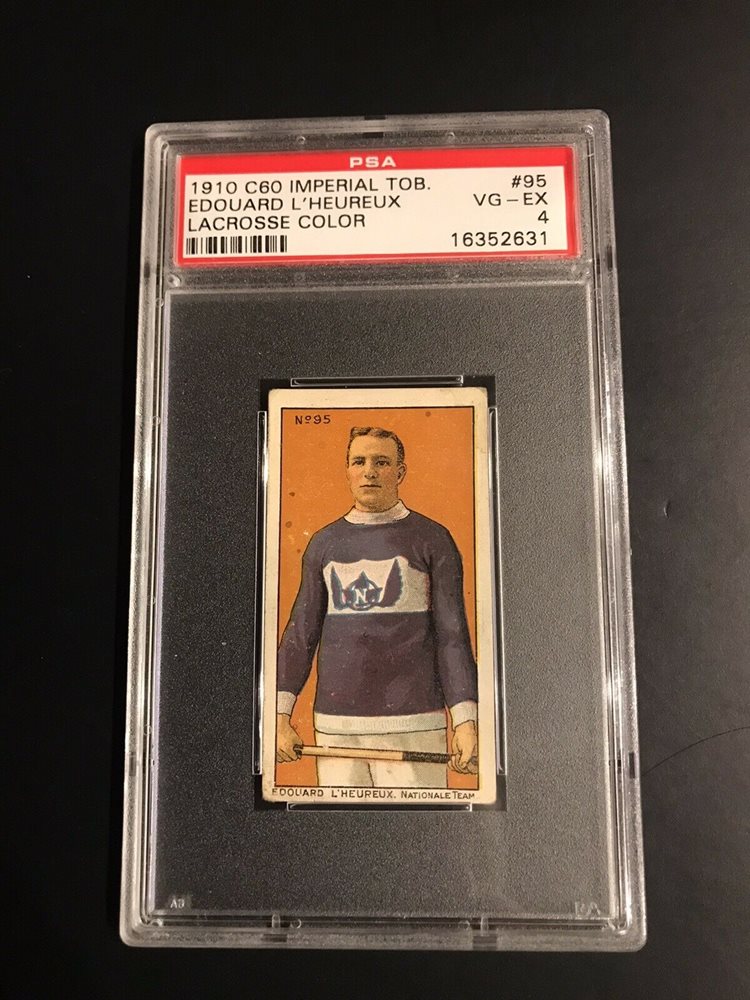 PSA
1910 C60 IMPERIAL TOB. #95
EDOUARD L'HEUREUX VG-EX
LACROSSE COLOR 4
16352631
Nº95
N
EDOUARD L'HEUREUX. NATIONALE TEAM